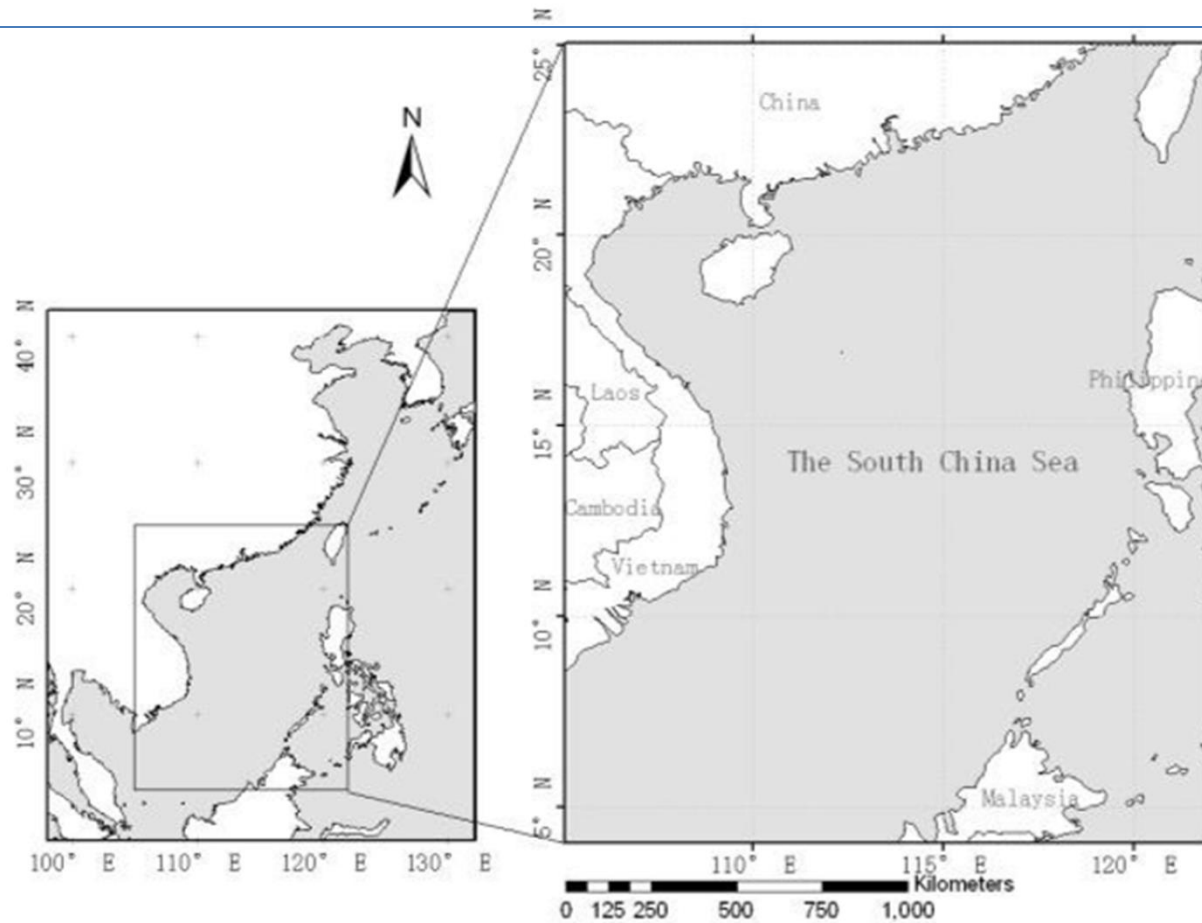 N
China
Laos
Philippin
The South China Sea
Cambodia
Vietnam
Malaysia
25° N
20° N
15° N
10° N
5° N
110° E
115° E
120° E
40° N
30° N
20° N
10° N
100° E
110° E
120° E
130° E
Kilometers
0 125 250 500 750 1,000